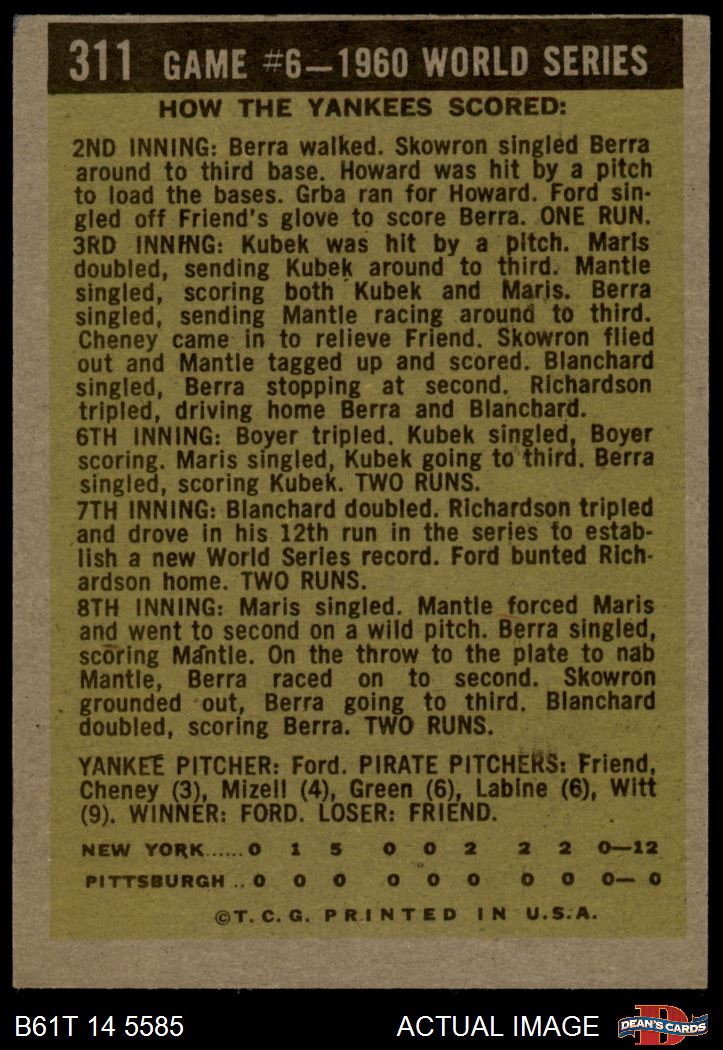 311 GAME #6—1960 WORLD SERIES
HOW THE YANKEES SCORED:
2ND INNING: Berra walked. Skowron singled Berra
around to third base. Howard was hit by a pitch
to load the bases. Grba ran for Howard. Ford sin-
gled off Friend's glove to score Berra. ONE RUN.
3RD INNING: Kubek was hit by a pitch. Maris
doubled, sending Kubek around to third. Mantle
singled, scoring both Kubek and Maris. Berra
singled, sending Mantle racing around to third.
Cheney came in to relieve Friend. Skowron flied
out and Mantle tagged up and scored. Blanchard
singled, Berra stopping at second. Richardson
tripled, driving home Berra and Blanchard.
6TH INNING: Boyer tripled. Kubek singled, Boyer
scoring. Maris singled, Kubek going to third. Berra
singled, scoring Kubek. TWO RUNS.
7TH INNING: Blanchard doubled. Richardson tripled
and drove in his 12th run in the series to estab-
lish a new World Series record. Ford bunted Rich-
ardson home. TWO RUNS.
8TH INNING: Maris singled. Mantle forced Maris
and went to second on a wild pitch. Berra singled,
scoring Mantle. On the throw to the plate to nab
Mantle, Berra raced on to second. Skowron
grounded out, Berra going to third. Blanchard
doubled, scoring Berra. TWO RUNS.
YANKEE PITCHER: Ford. PIRATE PITCHERS: Friend,
Cheney (3), Mizell (4), Green (6), Labine (6), Witt
(9). WINNER: FORD. LOSER: FRIEND.
NEW YORK......0 1 5 0 0 2 2 2 0—12
PITTSBURGH ..0 0 0 0 0 0 0 0 0— 0
©T.C.G. PRINTED IN U.S.A.
B61T 14 5585 ACTUAL IMAGE D DEAN'S CARDS